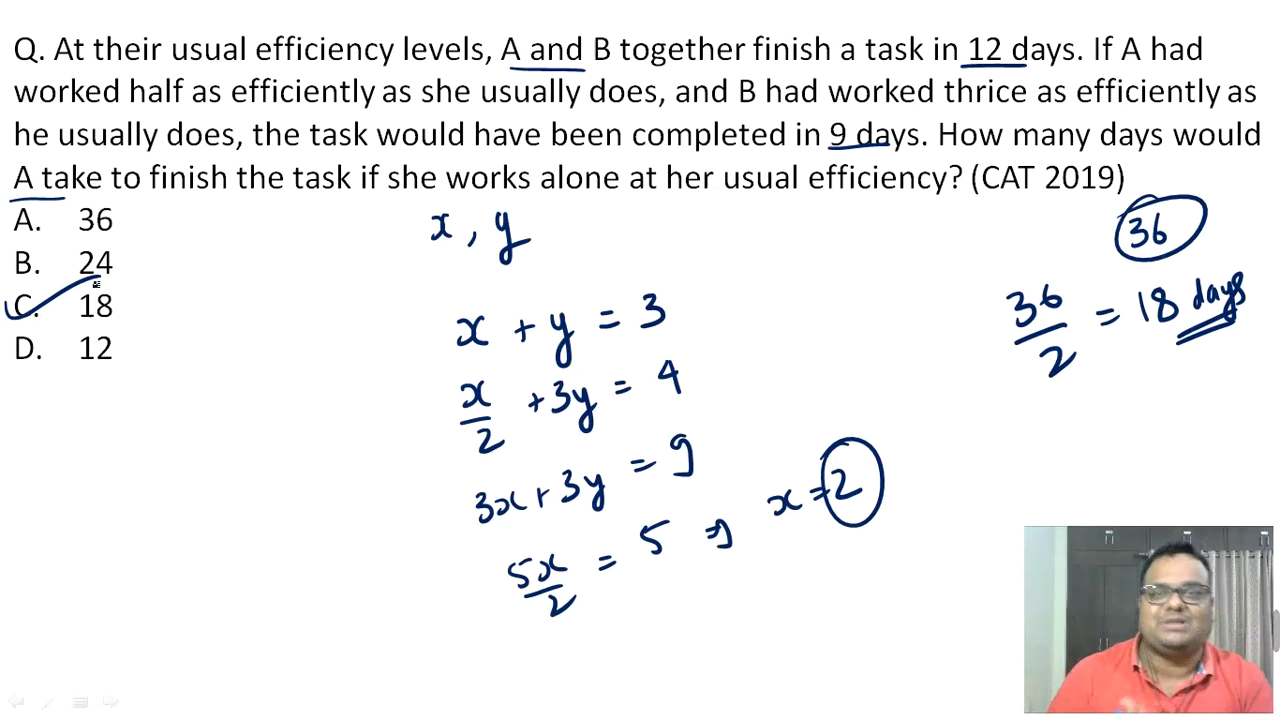 Q. At their usual efficiency levels, A and B together finish a task in 12 days. If A had
worked half as efficiently as she usually does, and B had worked thrice as efficiently as
he usually does, the task would have been completed in 9 days. How many days would
A take to finish the task if she works alone at her usual efficiency? (CAT 2019)
A. 36
B. 24
C. 18
D. 12
x, y
x + y = 3
x/2 + 3y = 4
3x + 3y = 9
5x/2 = 5 ⇒ x = 2
36
36/2 = 18 days